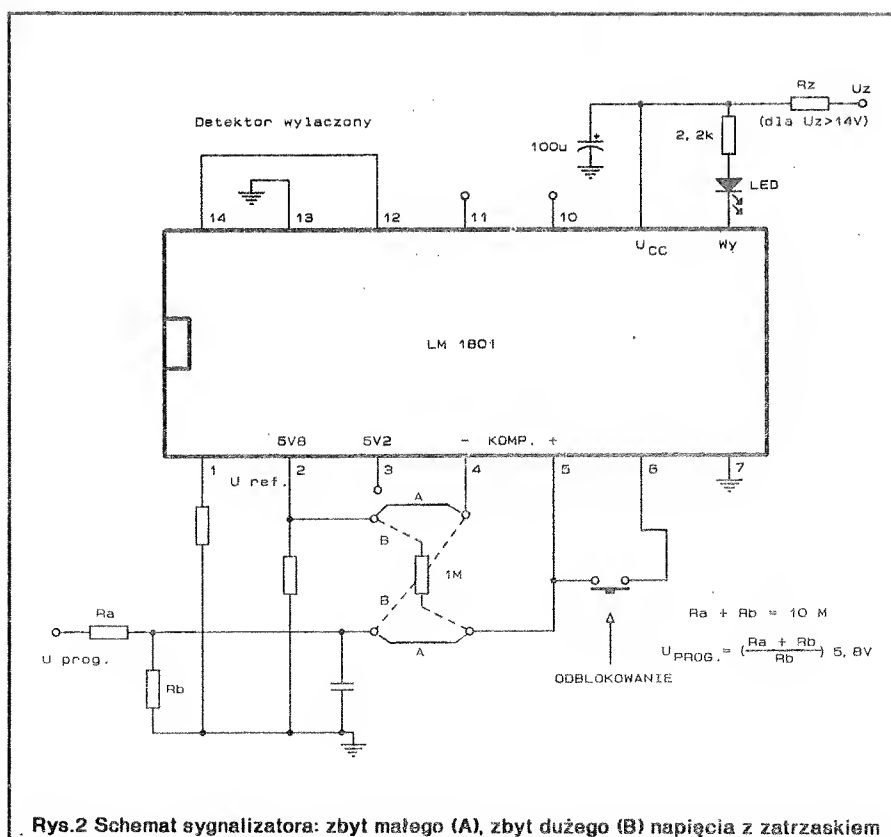 Rz Uz
Detektor wylaczony
(dla Uz>14V)
100u
+
2,2k
LED
14 13 12 11 10
UCC Wy
LM 1801
5V8 5V2 - KOMP. +
1 2 3 4 5 6 7
U ref.
A
B
1M
B
A
Ra
U prog.
Rb
Ra + Rb = 10 M
UPROG. = (Ra + Rb / Rb) 5,8V
ODBLOKOWANIE
Rys.2 Schemat sygnalizatora: zbyt małego (A), zbyt dużego (B) napięcia z zatrzaskiem